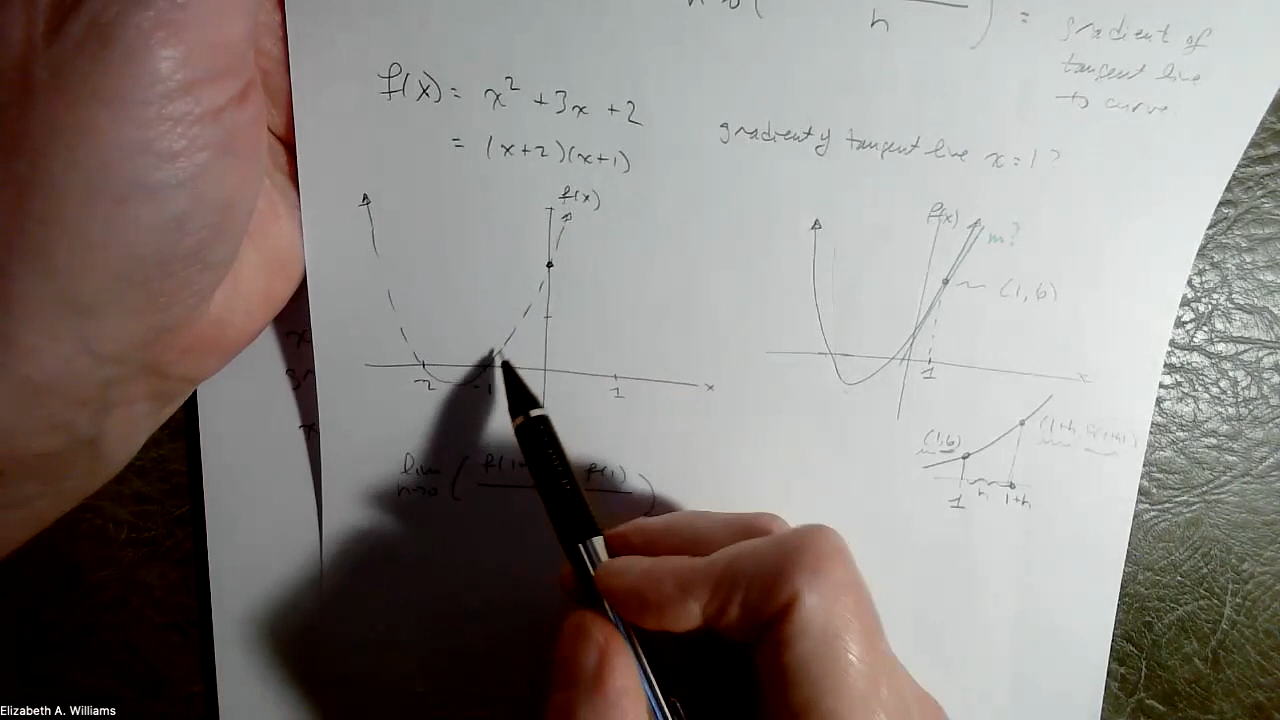 h ) = gradient of
tangent line
to curve
f(x) = x² + 3x + 2
= (x+2)(x+1)
gradient of tangent line x = 1?
f(x)
-2 -1 1 x
f(x)
m?
(1, 6)
1
lim h→0 ( f(1+ f(1) )
(1,6)
(1+h,
1 h 1+h
Elizabeth A. Williams